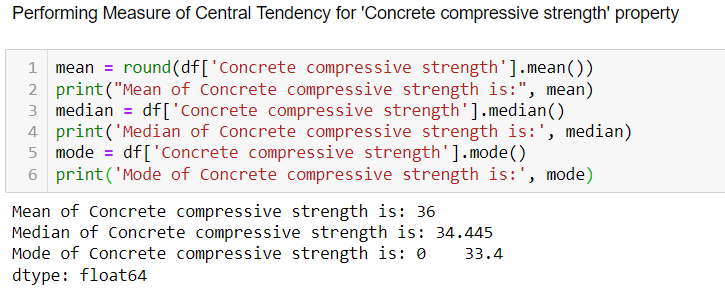 Performing Measure of Central Tendency for 'Concrete compressive strength' property
1 mean = round(df['Concrete compressive strength'].mean())
2 print("Mean of Concrete compressive strength is:", mean)
3 median = df['Concrete compressive strength'].median()
4 print('Median of Concrete compressive strength is:', median)
5 mode = df['Concrete compressive strength'].mode()
6 print('Mode of Concrete compressive strength is:', mode)
Mean of Concrete compressive strength is: 36
Median of Concrete compressive strength is: 34.445
Mode of Concrete compressive strength is: 0    33.4
dtype: float64